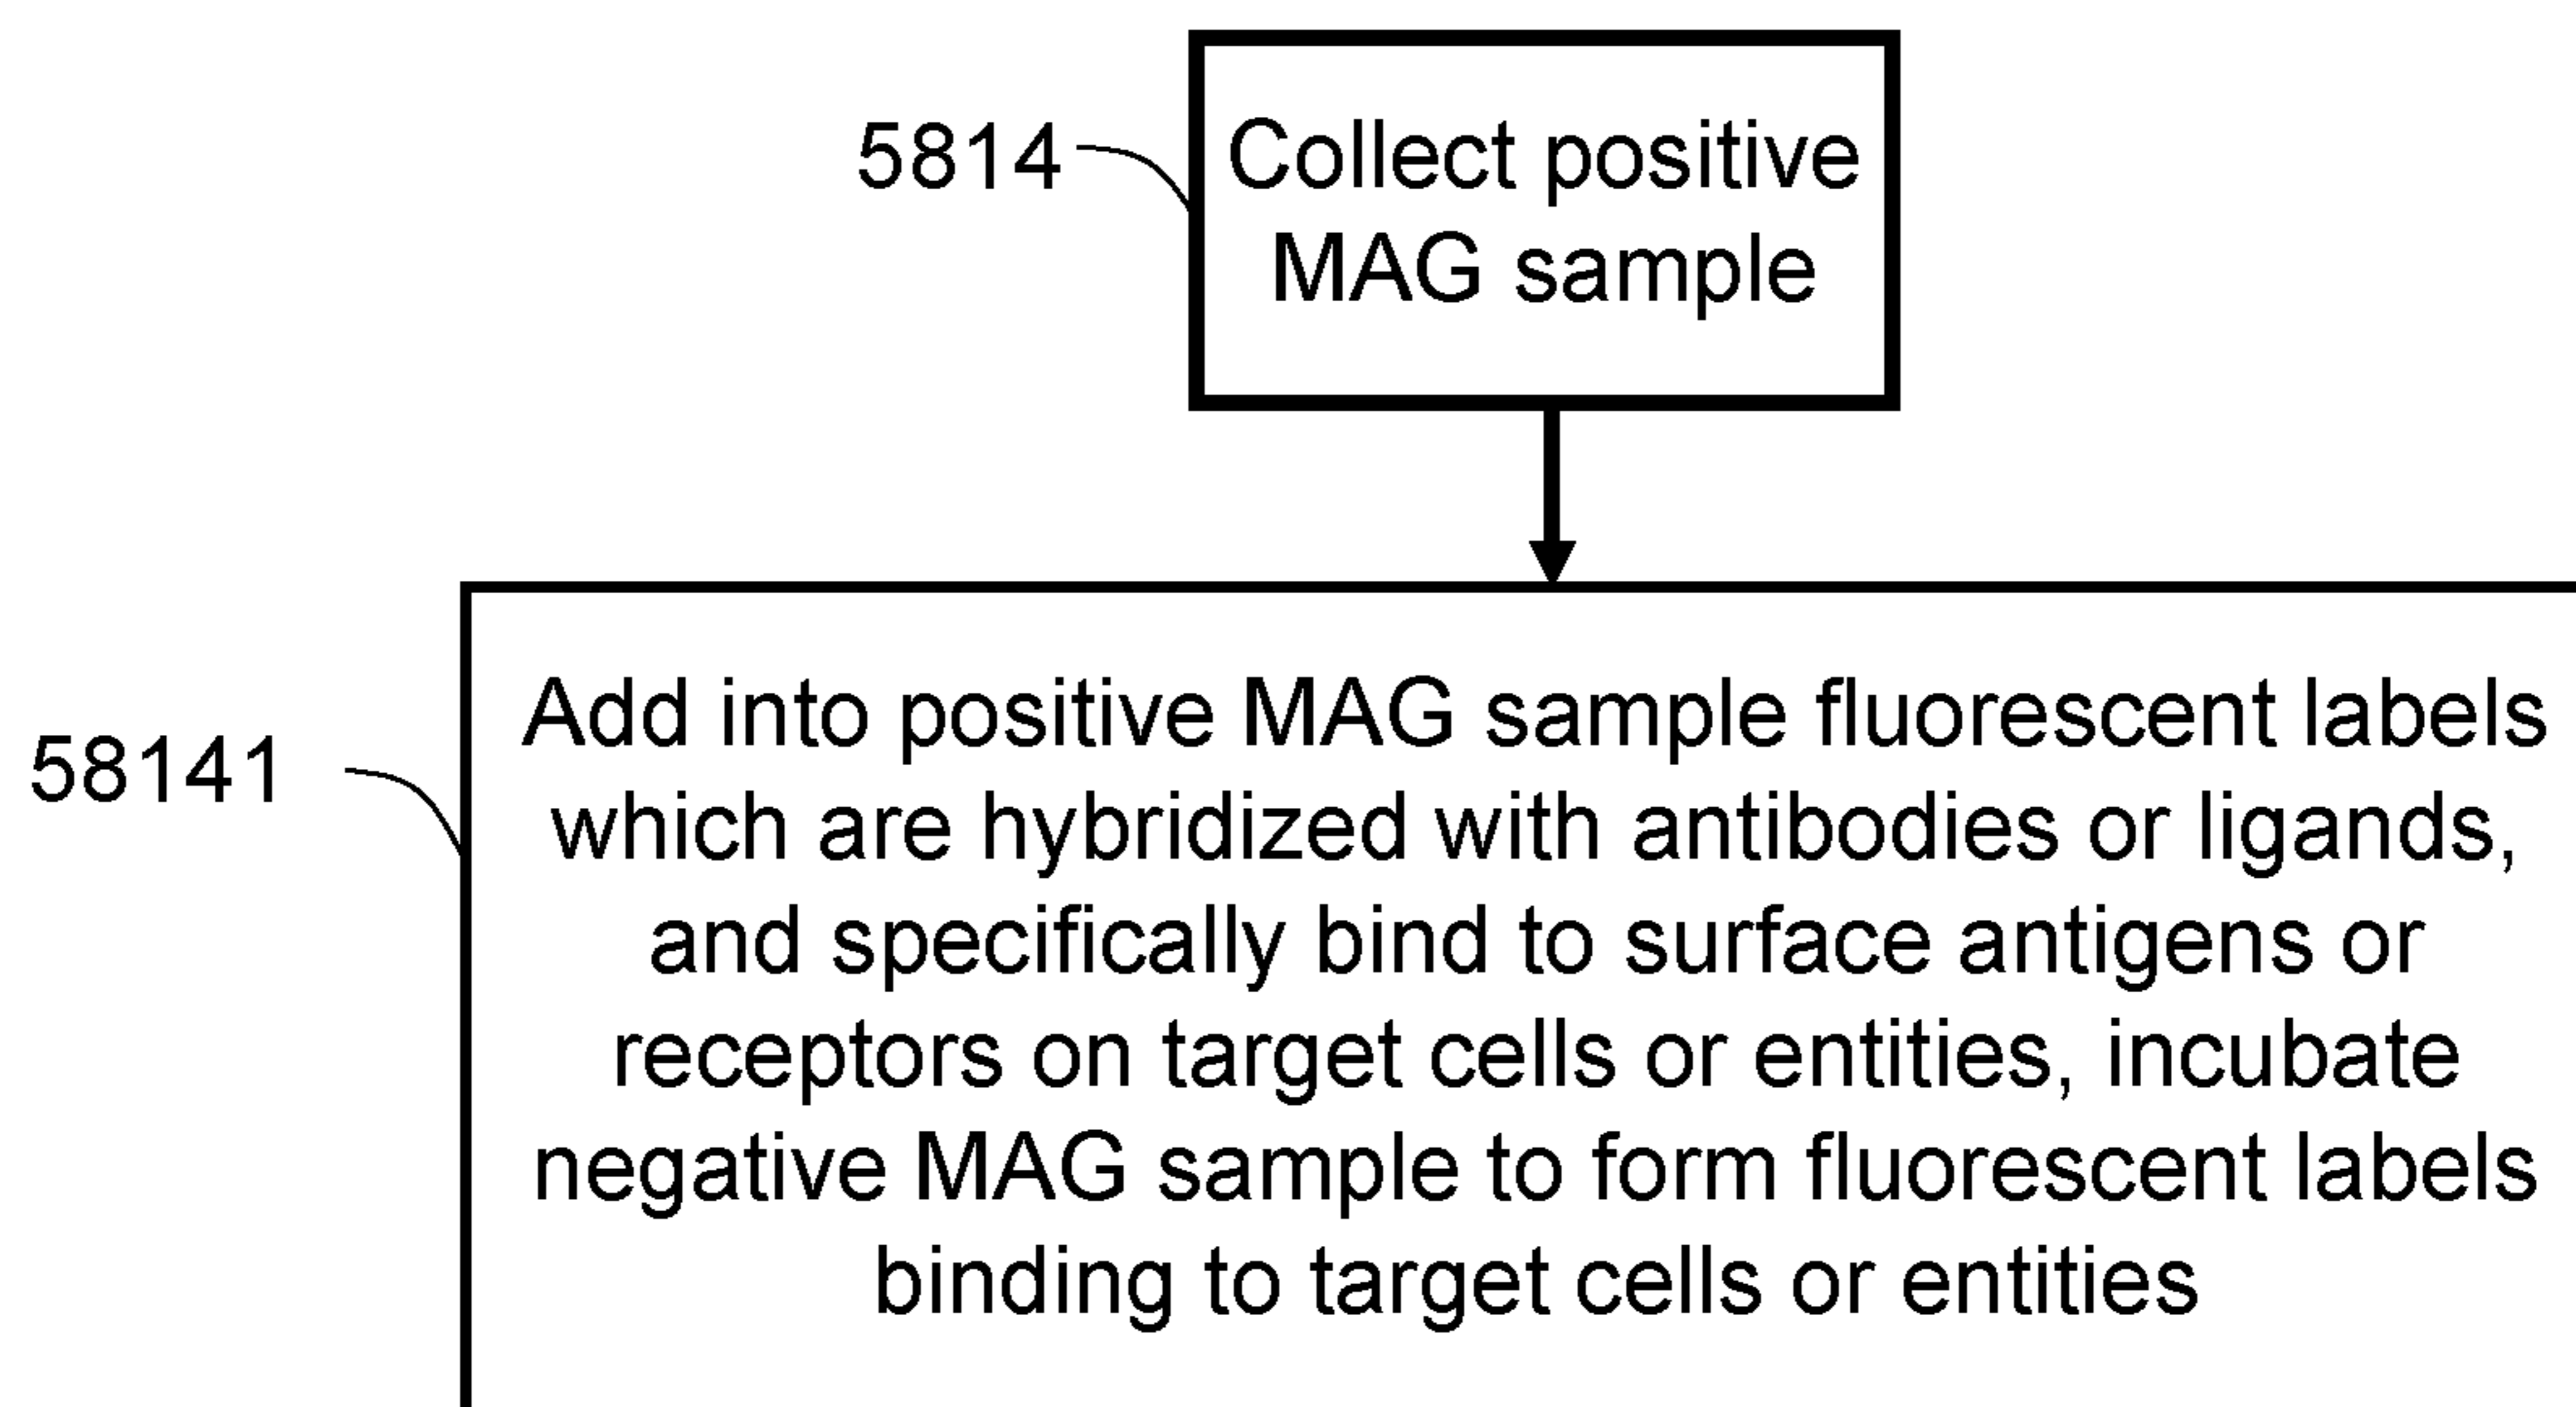 5814
Collect positive
MAG sample
58141
Add into positive MAG sample fluorescent labels
which are hybridized with antibodies or ligands,
and specifically bind to surface antigens or
receptors on target cells or entities, incubate
negative MAG sample to form fluorescent labels
binding to target cells or entities